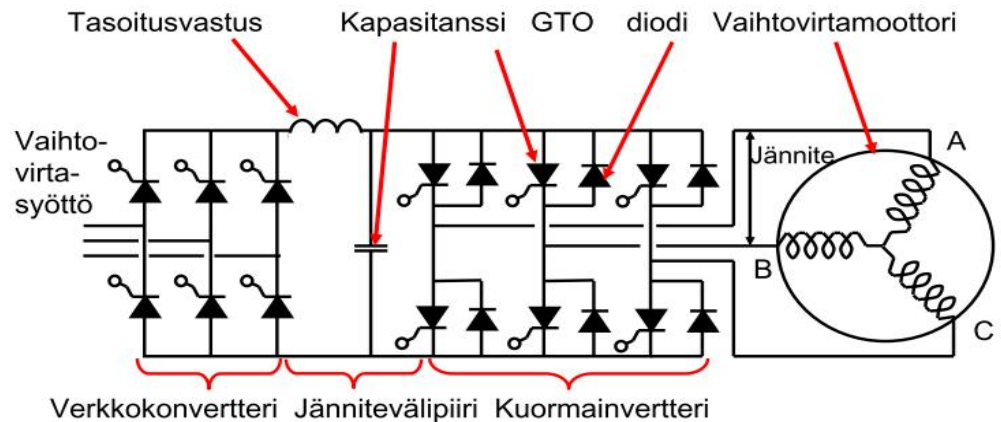 Tasoitusvastus Kapasitanssi GTO diodi Vaihtovirtamoottori
Vaihto-
virta-
syöttö
Jännite
A
B
C
Verkkokonvertteri Jännitevälipiiri Kuormainvertteri